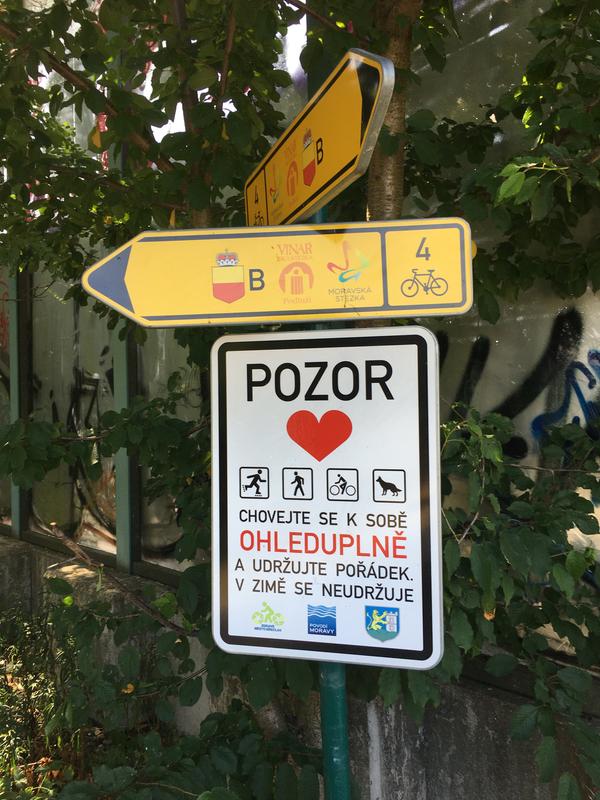 4
B
B
VINAŘ
Podluží
MORAVSKÁ
STEZKA
4
POZOR
CHOVEJTE SE K SOBĚ
OHLEDUPLNĚ
A UDRŽUJTE POŘÁDEK.
V ZIMĚ SE NEUDRŽUJE
POVODÍ
MORAVY